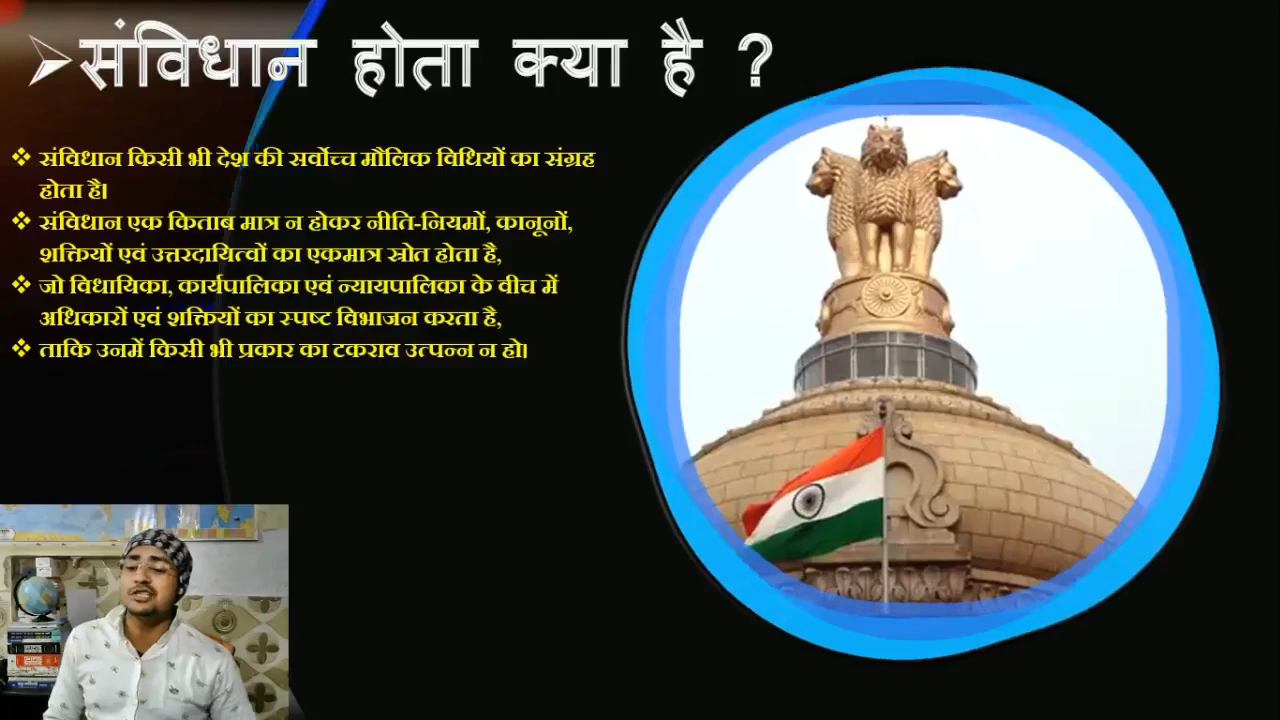 संविधान होता क्या है ?
संविधान किसी भी देश की सर्वोच्च मौलिक विधियों का संग्रह
होता है।
संविधान एक किताब मात्र न होकर नीति-नियमों, कानूनों,
शक्तियों एवं उत्तरदायित्वों का एकमात्र स्रोत होता है,
जो विधायिका, कार्यपालिका एवं न्यायपालिका के वीच में
अधिकारों एवं शक्तियों का स्पष्ट विभाजन करता है,
ताकि उनमें किसी भी प्रकार का टकराव उत्पन्न न हो।